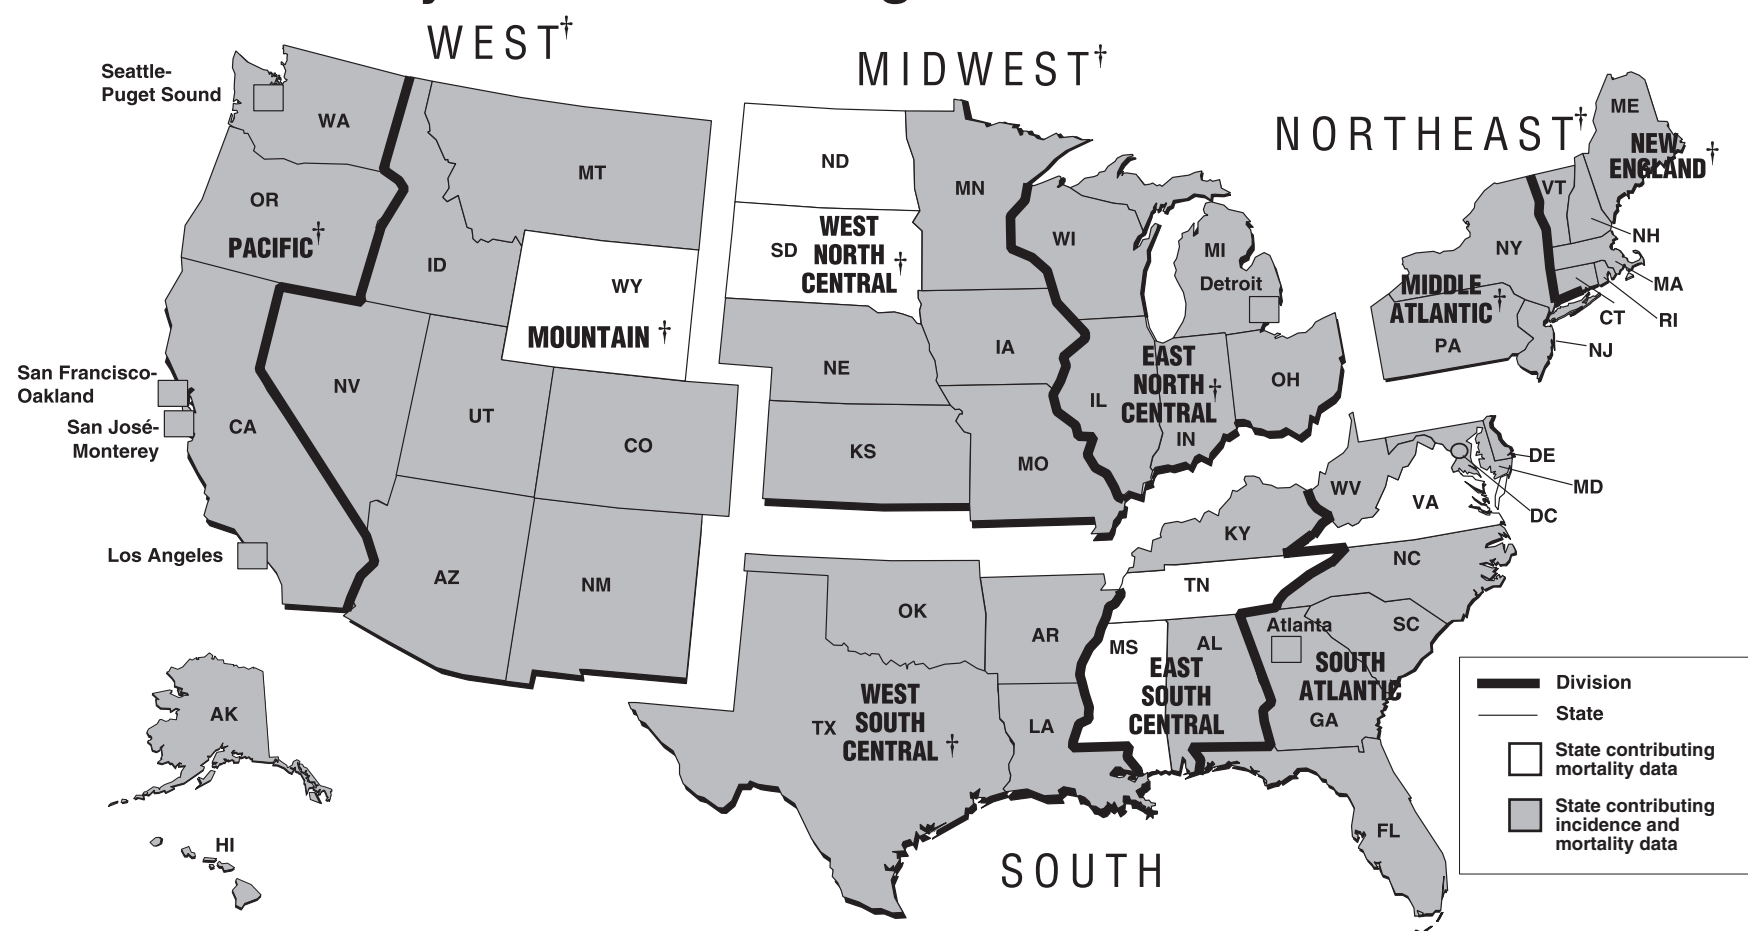 WEST†
MIDWEST†
NORTHEAST†
Seattle-
Puget Sound
WA
MT
OR
PACIFIC†
ID
WY
MOUNTAIN †
San Francisco-
Oakland
San José-
Monterey
CA
NV
UT
CO
Los Angeles
AZ
NM
AK
HI
ND
MN
SD
WEST
NORTH
CENTRAL †
NE
IA
KS
MO
WI
MI
Detroit
EAST
NORTH †
CENTRAL
IL
IN
OH
ME
NEW
ENGLAND †
VT
NH
NY
MA
MIDDLE
ATLANTIC †
CT
RI
PA
NJ
DE
MD
WV
VA
DC
KY
NC
TN
OK
AR
MS
AL
Atlanta
SC
EAST
SOUTH
CENTRAL
SOUTH
ATLANTIC
GA
TX
WEST
SOUTH
CENTRAL †
LA
FL
SOUTH
Division
State
State contributing
mortality data
State contributing
incidence and
mortality data